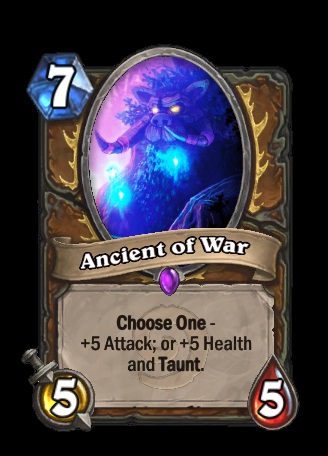 7
Ancient of War
Choose One -
+5 Attack; or +5 Health
and Taunt.
5 5